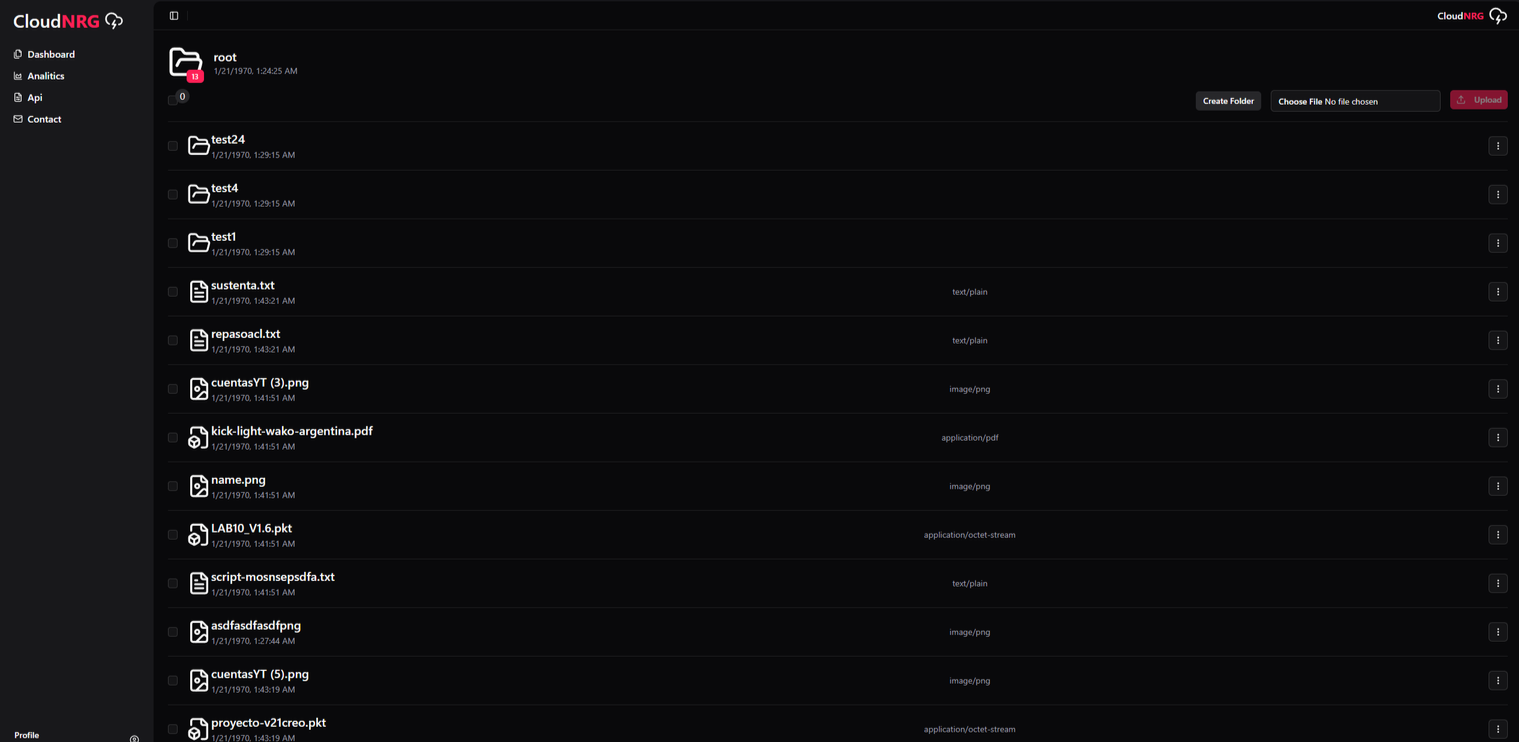 CloudNRG
Dashboard
Analitics
Api
Contact
CloudNRG
root
1/21/1970, 1:24:25 AM
13
0
Create Folder
Choose File No file chosen
Upload
test24
1/21/1970, 1:29:15 AM
test4
1/21/1970, 1:29:15 AM
test1
1/21/1970, 1:29:15 AM
sustenta.txt
1/21/1970, 1:43:21 AM
text/plain
repasoacl.txt
1/21/1970, 1:43:21 AM
text/plain
cuentasYT (3).png
1/21/1970, 1:41:51 AM
image/png
kick-light-wako-argentina.pdf
1/21/1970, 1:41:51 AM
application/pdf
name.png
1/21/1970, 1:41:51 AM
image/png
LAB10_V1.6.pkt
1/21/1970, 1:41:51 AM
application/octet-stream
script-mosnsepsdfa.txt
1/21/1970, 1:41:51 AM
text/plain
asdfasdfasdfpng
1/21/1970, 1:27:44 AM
image/png
cuentasYT (5).png
1/21/1970, 1:43:19 AM
image/png
proyecto-v21creo.pkt
1/21/1970, 1:43:19 AM
application/octet-stream
Profile